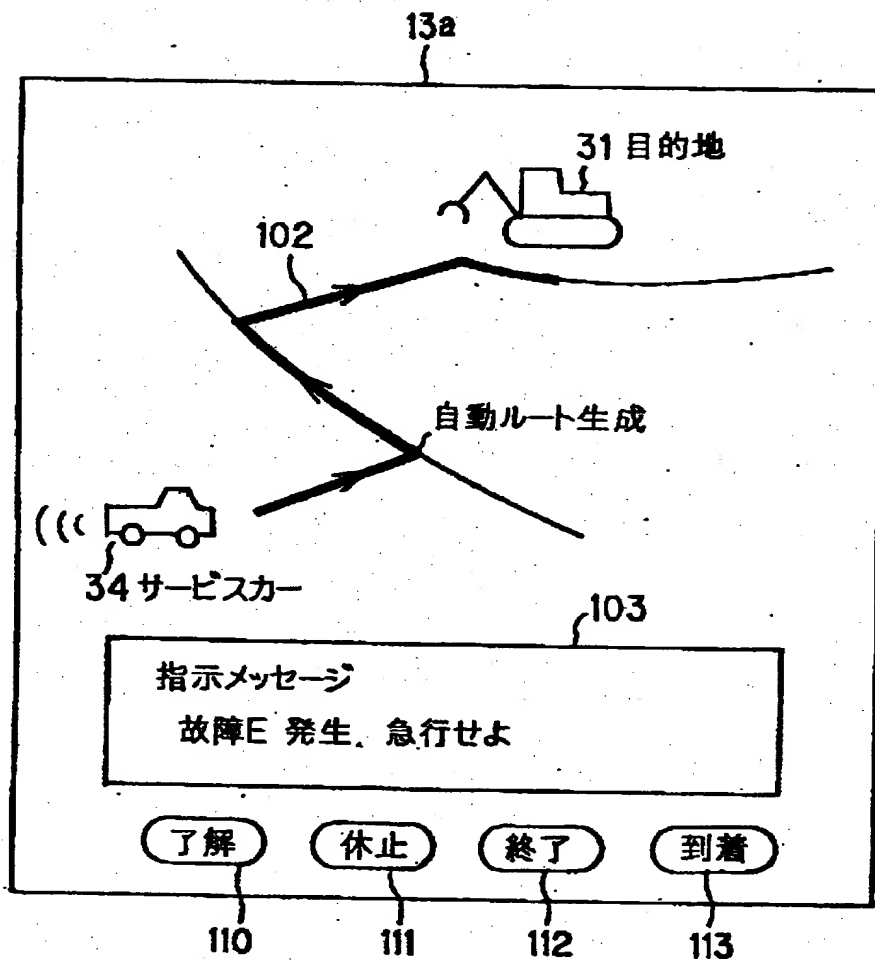 13a
31 目的地
102
自動ルート生成
34 サービスカー
103
指示メッセージ
故障E 発生、急行せよ
了解 休止 終了 到着
110 111 112 113